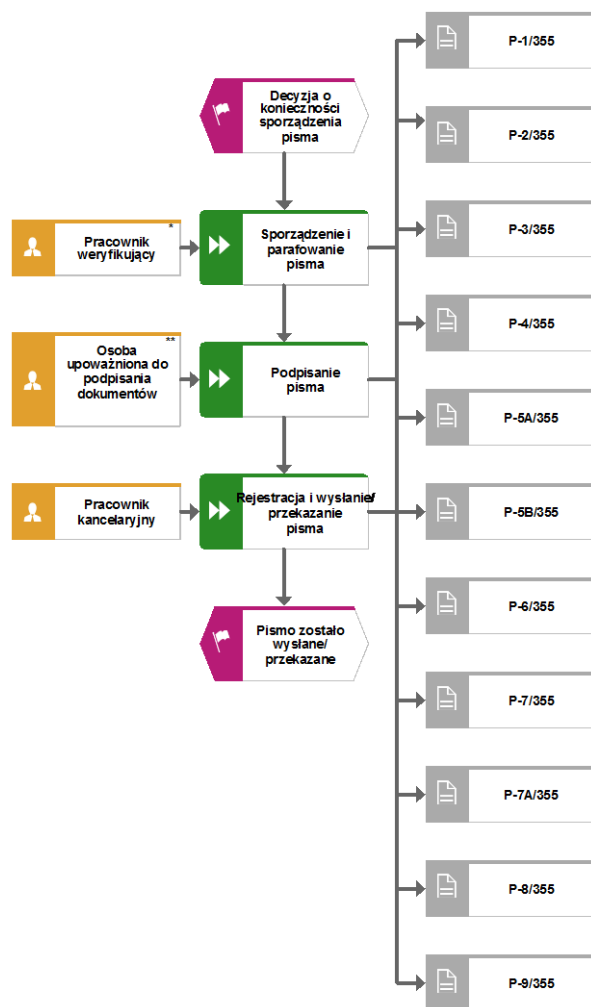 P-1/355
Decyzja o
konieczności
sporządzenia
pisma
P-2/355
*
Pracownik
weryfikujący
Sporządzenie i
parafowanie
pisma
P-3/355
P-4/355
**
Osoba
upoważniona do
podpisania
dokumentów
Podpisanie
pisma
P-5A/355
Pracownik
kancelaryjny
Rejestracja i wysłanie/
przekazanie
pisma
P-5B/355
Pismo zostało
wysłane/
przekazane
P-6/355
P-7/355
P-7A/355
P-8/355
P-9/355